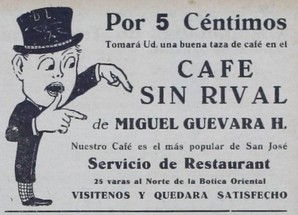 Por 5 Céntimos
Tomará Ud. una buena taza de café en el
CAFE
SIN RIVAL
de MIGUEL GUEVARA H.
Nuestro Café es el más popular de San José
Servicio de Restaurant
25 varas al Norte de la Botica Oriental
VISITENOS Y QUEDARA SATISFECHO